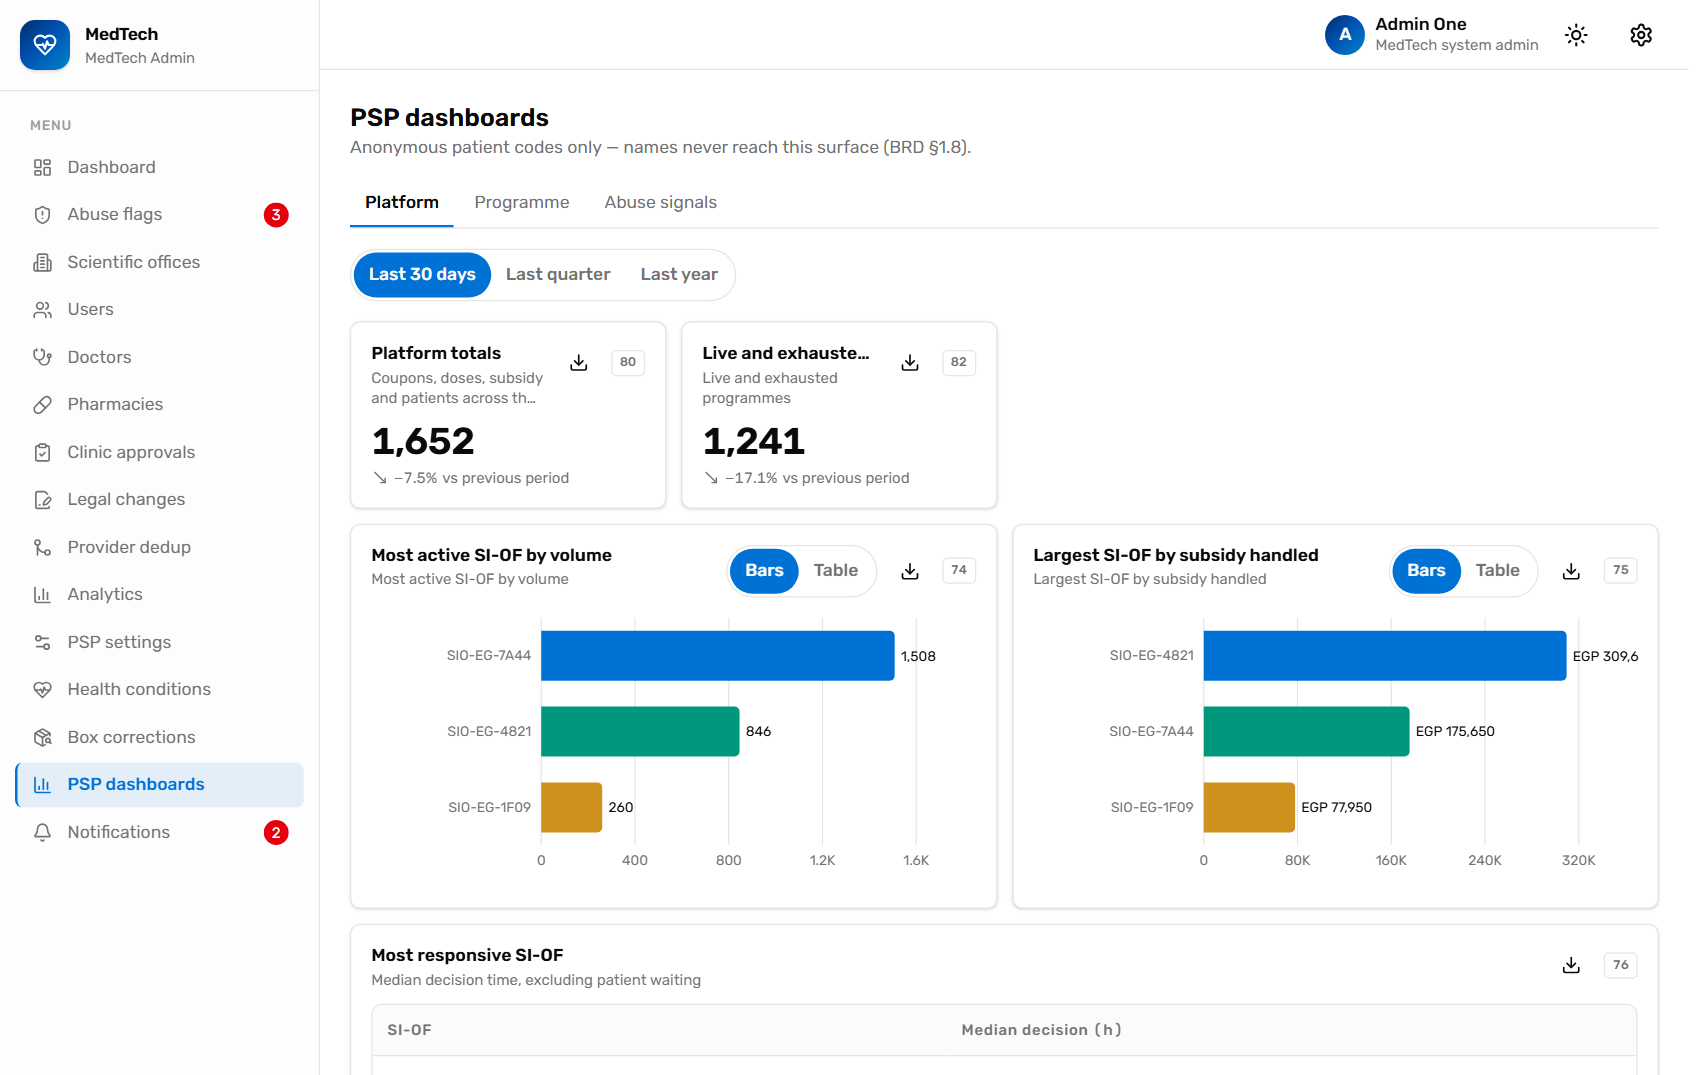 MedTech
MedTech Admin
MENU
Dashboard
Abuse flags 3
Scientific offices
Users
Doctors
Pharmacies
Clinic approvals
Legal changes
Provider dedup
Analytics
PSP settings
Health conditions
Box corrections
PSP dashboards
Notifications 2
A
Admin One
MedTech system admin
PSP dashboards
Anonymous patient codes only — names never reach this surface (BRD §1.8).
Platform Programme Abuse signals
Last 30 days Last quarter Last year
Platform totals 80
Coupons, doses, subsidy
and patients across th…
1,652
−7.5% vs previous period
Live and exhauste… 82
Live and exhausted
programmes
1,241
−17.1% vs previous period
Most active SI-OF by volume
Most active SI-OF by volume
Bars Table 74
SIO-EG-7A44 1,508
SIO-EG-4821 846
SIO-EG-1F09 260
0 400 800 1.2K 1.6K
Largest SI-OF by subsidy handled
Largest SI-OF by subsidy handled
Bars Table 75
SIO-EG-4821 EGP 309,6
SIO-EG-7A44 EGP 175,650
SIO-EG-1F09 EGP 77,950
0 80K 160K 240K 320K
Most responsive SI-OF 76
Median decision time, excluding patient waiting
SI-OF Median decision (h)